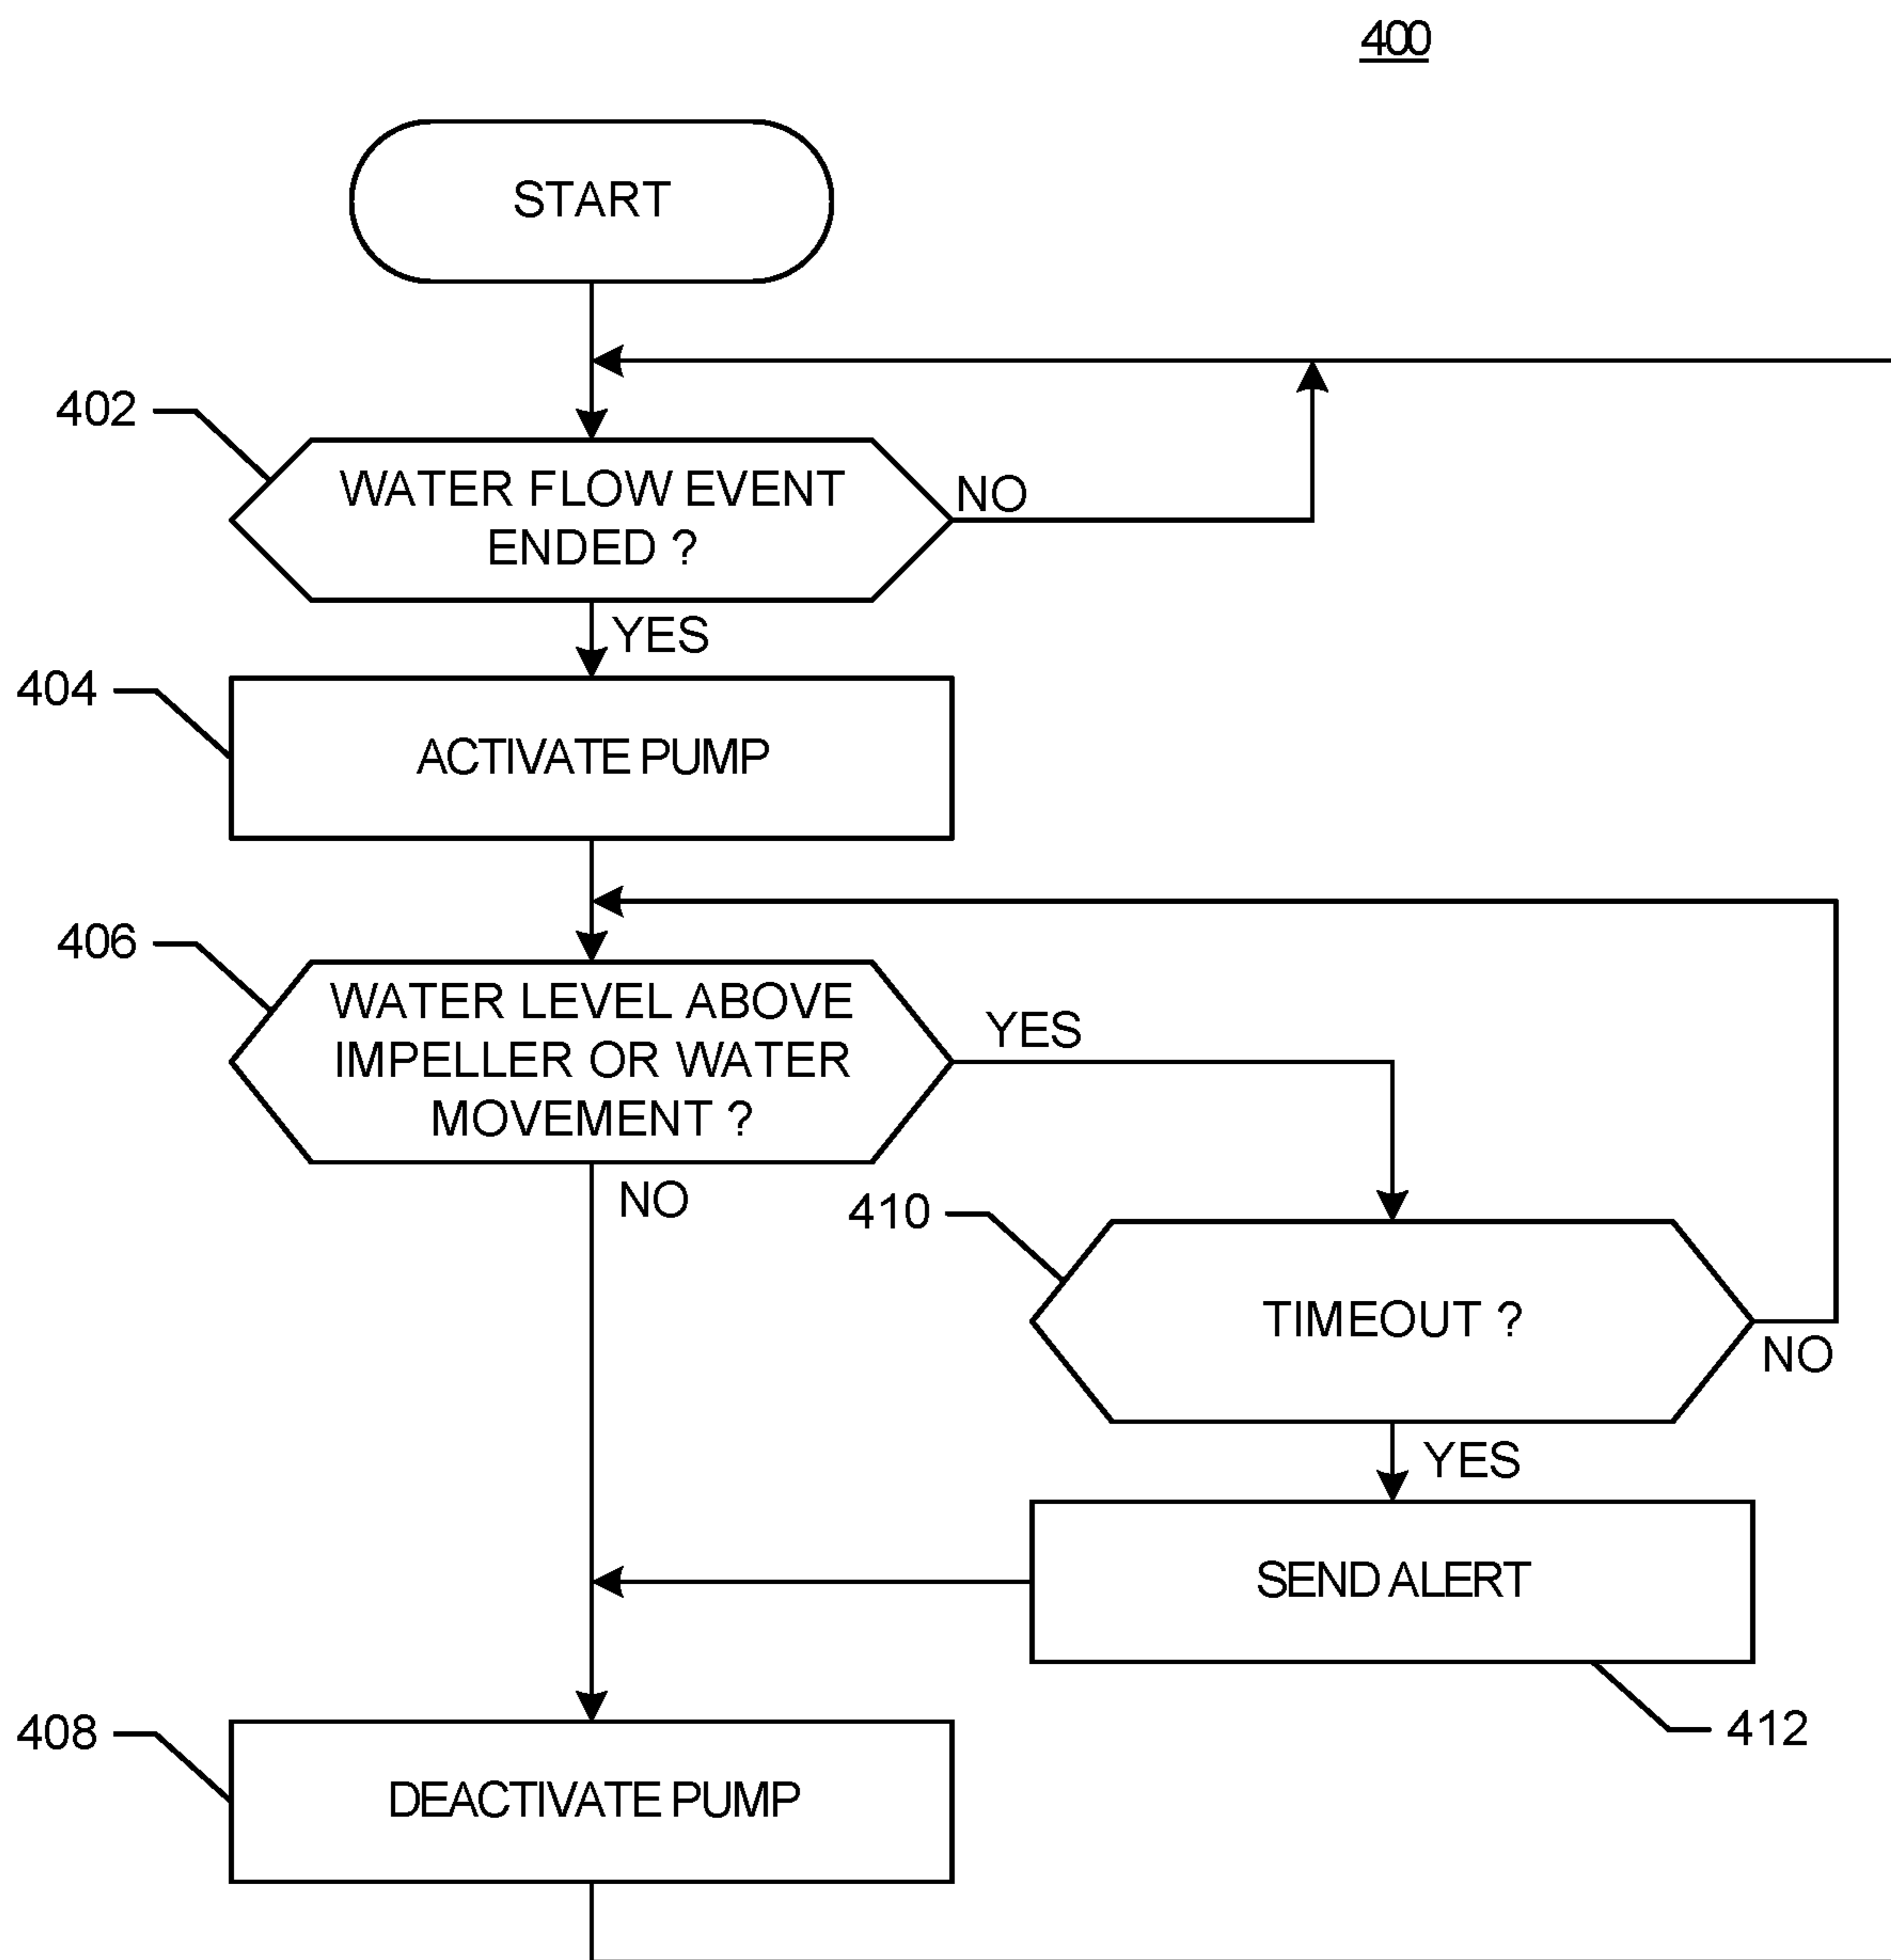 400
START
402
WATER FLOW EVENT
ENDED ?
NO
YES
404
ACTIVATE PUMP
406
WATER LEVEL ABOVE
IMPELLER OR WATER
MOVEMENT ?
YES
NO
410
TIMEOUT ?
NO
YES
SEND ALERT
412
408
DEACTIVATE PUMP